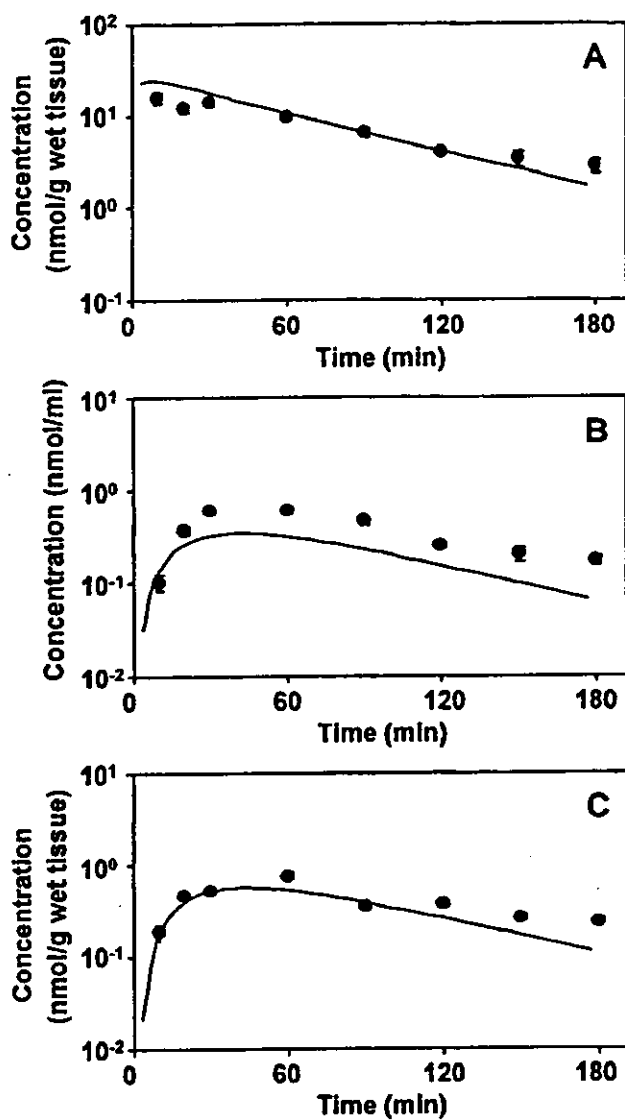 A
Concentration
(nmol/g wet tissue)
10²
10¹
10⁰
10⁻¹
0 60 120 180
Time (min)
B
Concentration (nmol/ml)
10¹
10⁰
10⁻¹
10⁻²
0 60 120 180
Time (min)
C
Concentration
(nmol/g wet tissue)
10¹
10⁰
10⁻¹
10⁻²
0 60 120 180
Time (min)